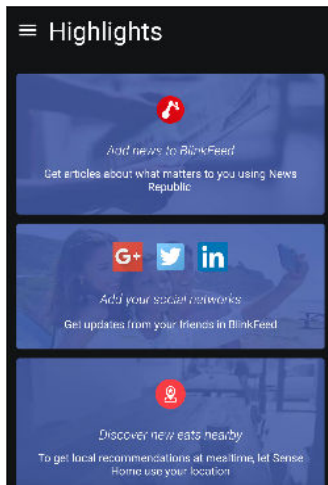 Highlights
Add news to BlinkFeed
Get articles about what matters to you using News
Republic
G+
in
Add your social networks
Get updates from your friends in BlinkFeed
Discover new eats nearby
To get local recommendations at mealtime, let Sense
Home use your location